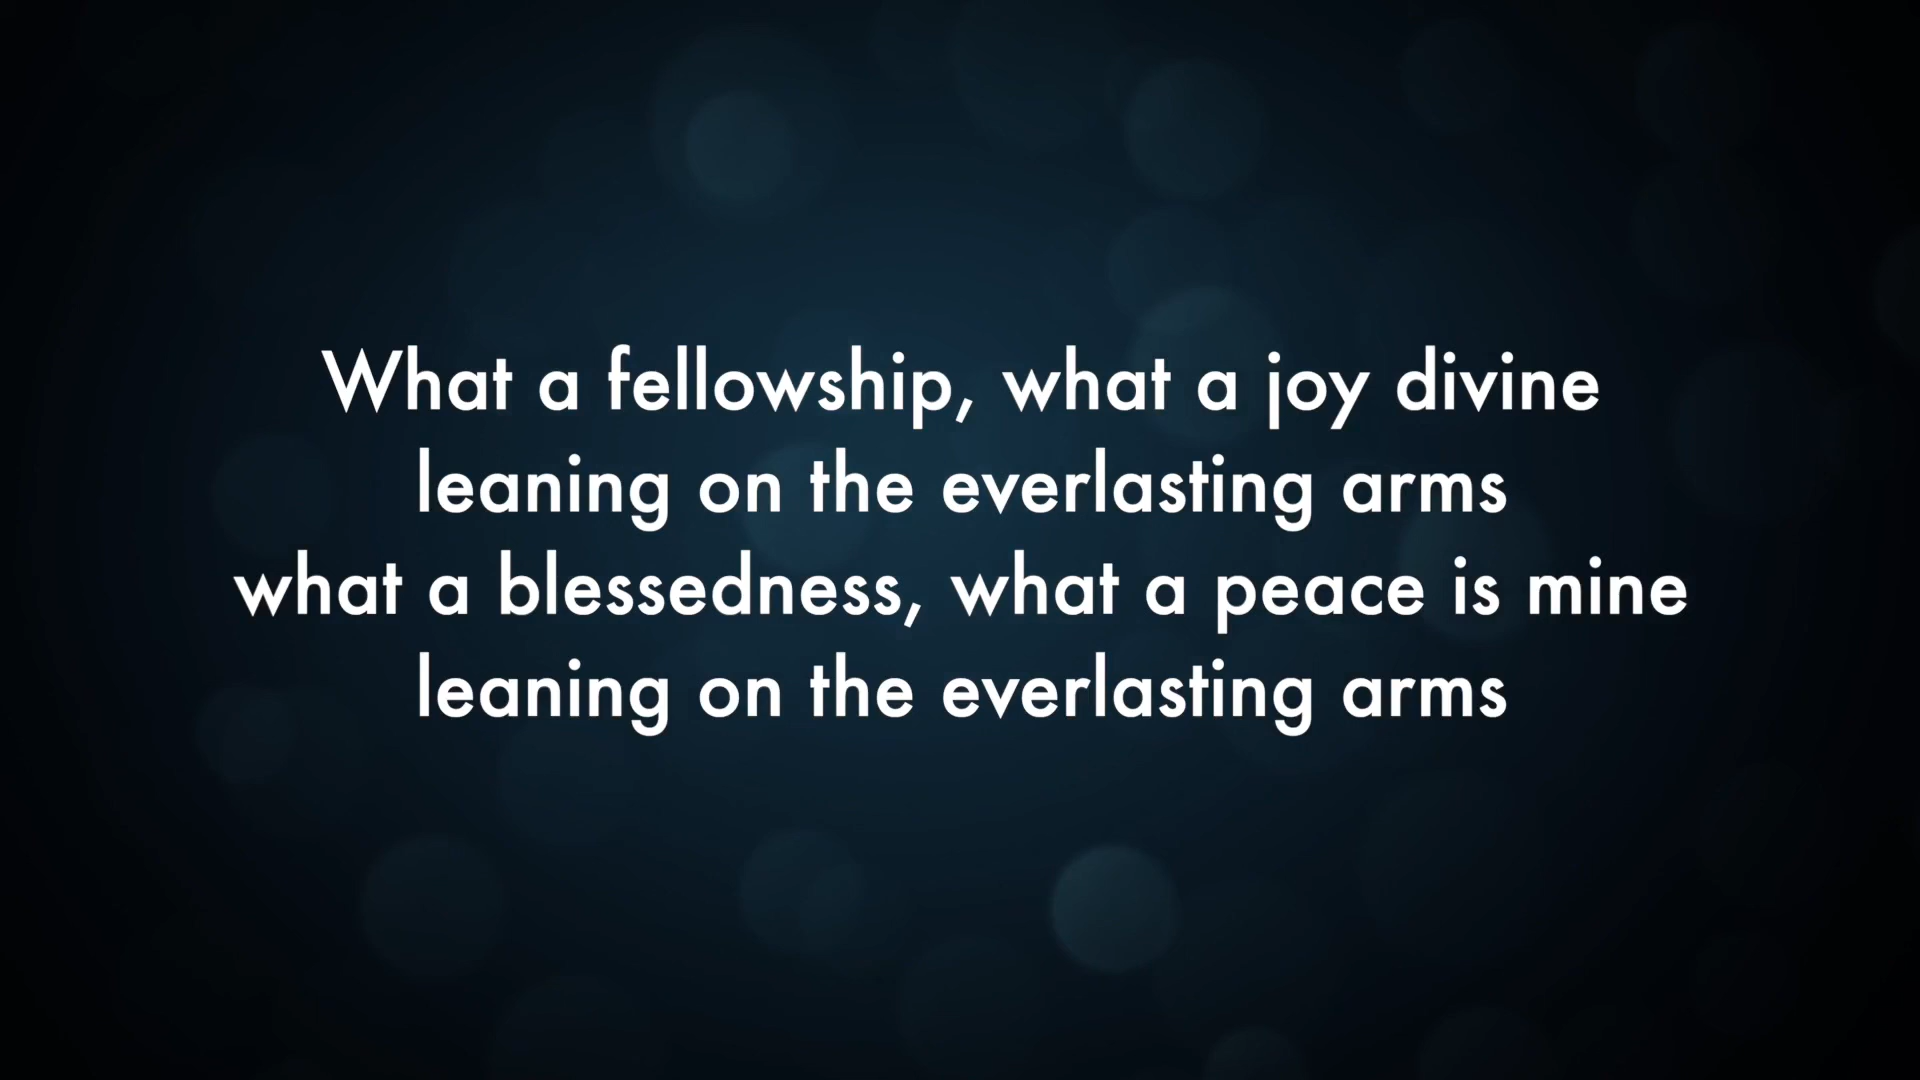 What a fellowship, what a joy divine
leaning on the everlasting arms
what a blessedness, what a peace is mine
leaning on the everlasting arms